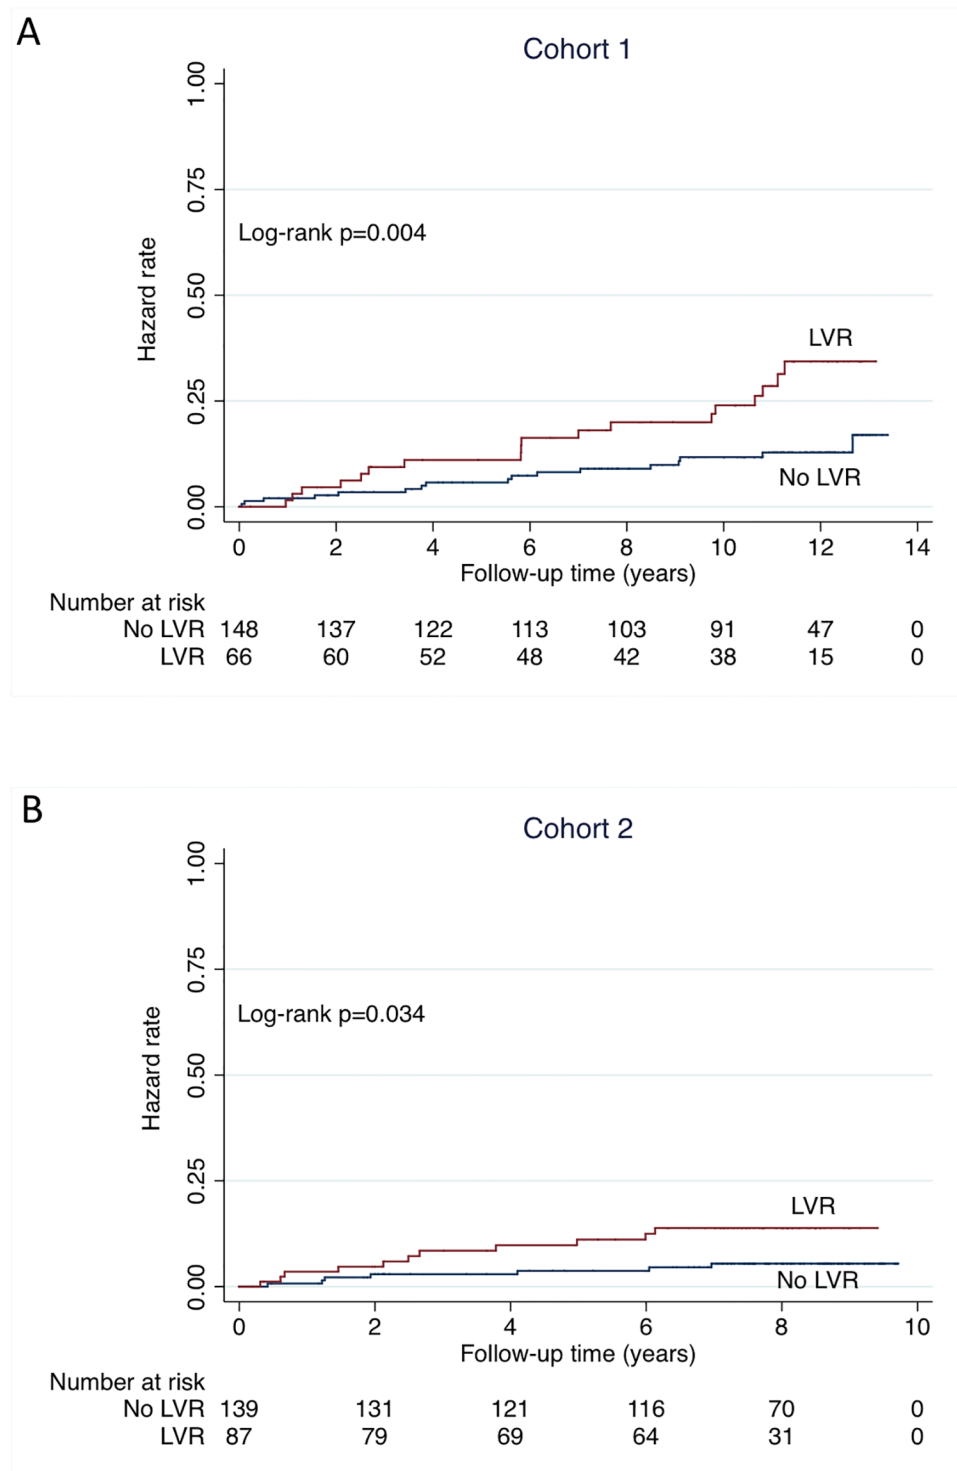 A
Cohort 1
1.00
0.75
0.50
0.25
0.00
Hazard rate
Log-rank p=0.004
LVR
No LVR
0 2 4 6 8 10 12 14
Follow-up time (years)
Number at risk
No LVR 148 137 122 113 103 91 47 0
LVR 66 60 52 48 42 38 15 0
B
Cohort 2
1.00
0.75
0.50
0.25
0.00
Hazard rate
Log-rank p=0.034
LVR
No LVR
0 2 4 6 8 10
Follow-up time (years)
Number at risk
No LVR 139 131 121 116 70 0
LVR 87 79 69 64 31 0